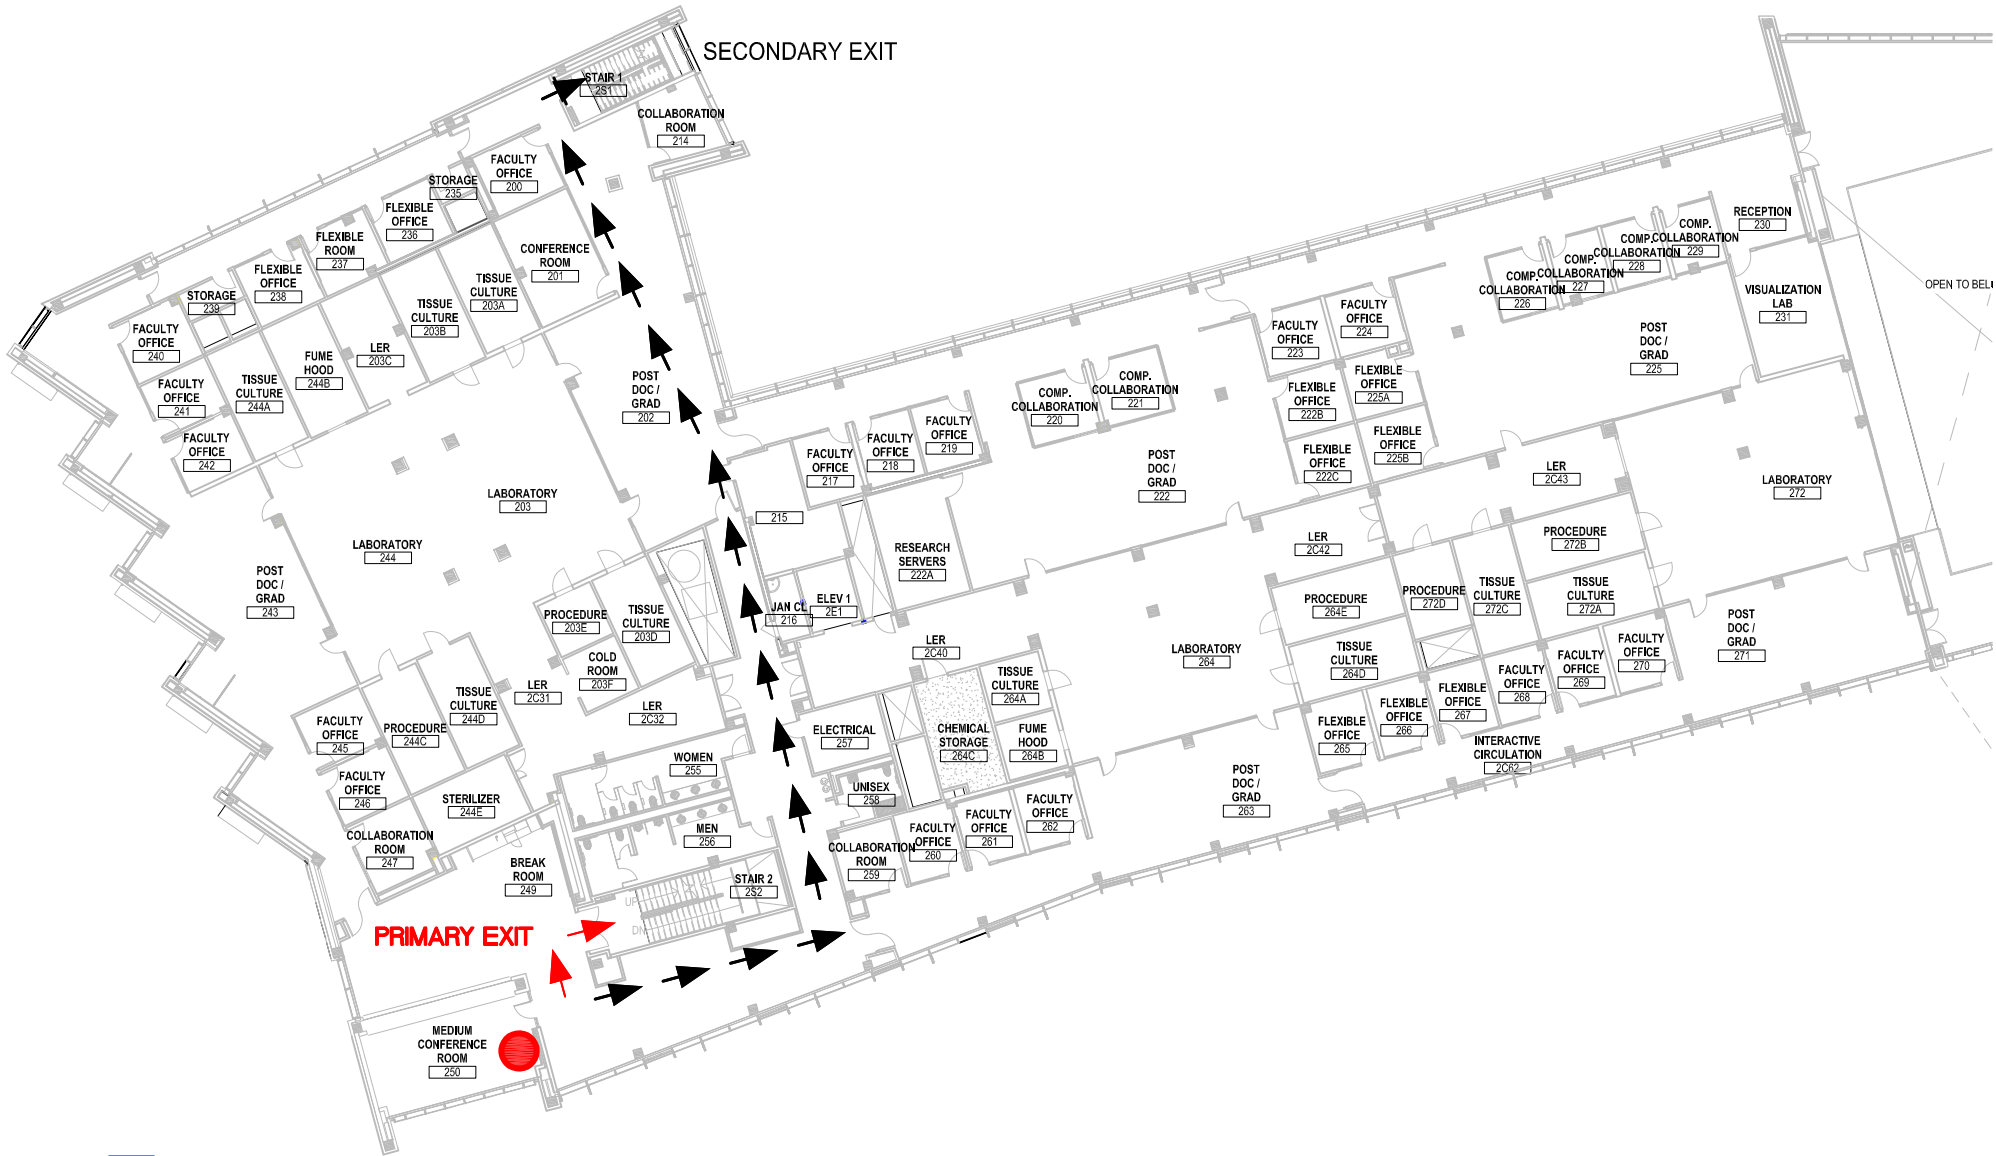 SECONDARY EXIT
STAIR 1
2S1
COLLABORATION
ROOM
214
FACULTY
OFFICE
200
STORAGE
235
FLEXIBLE
OFFICE
236
FLEXIBLE
ROOM
237
FLEXIBLE
OFFICE
238
STORAGE
239
FACULTY
OFFICE
240
FACULTY
OFFICE
241
FACULTY
OFFICE
242
CONFERENCE
ROOM
201
TISSUE
CULTURE
203A
TISSUE
CULTURE
203B
LER
203C
FUME
HOOD
244B
TISSUE
CULTURE
244A
POST
DOC /
GRAD
202
LABORATORY
203
LABORATORY
244
POST
DOC /
GRAD
243
PROCEDURE
203E
TISSUE
CULTURE
203D
COLD
ROOM
203F
LER
2C31
LER
2C32
TISSUE
CULTURE
244D
PROCEDURE
244C
FACULTY
OFFICE
245
FACULTY
OFFICE
246
STERILIZER
244E
COLLABORATION
ROOM
247
BREAK
ROOM
249
WOMEN
255
MEN
256
STAIR 2
2S2
UP
DN
PRIMARY EXIT
MEDIUM
CONFERENCE
ROOM
250
215
JAN CL
216
ELEV 1
2E1
FACULTY
OFFICE
217
FACULTY
OFFICE
218
FACULTY
OFFICE
219
RESEARCH
SERVERS
222A
COMP.
COLLABORATION
220
COMP.
COLLABORATION
221
POST
DOC /
GRAD
222
LER
2C40
ELECTRICAL
257
UNISEX
258
COLLABORATION
ROOM
259
FACULTY
OFFICE
260
FACULTY
OFFICE
261
FACULTY
OFFICE
262
CHEMICAL
STORAGE
264C
TISSUE
CULTURE
264A
FUME
HOOD
264B
LABORATORY
264
POST
DOC /
GRAD
263
FACULTY
OFFICE
223
FACULTY
OFFICE
224
FLEXIBLE
OFFICE
222B
FLEXIBLE
OFFICE
225A
FLEXIBLE
OFFICE
222C
FLEXIBLE
OFFICE
225B
LER
2C42
LER
2C43
PROCEDURE
264E
TISSUE
CULTURE
264D
PROCEDURE
272D
TISSUE
CULTURE
272C
PROCEDURE
272B
TISSUE
CULTURE
272A
FLEXIBLE
OFFICE
265
FLEXIBLE
OFFICE
266
FLEXIBLE
OFFICE
267
FACULTY
OFFICE
268
FACULTY
OFFICE
269
FACULTY
OFFICE
270
INTERACTIVE
CIRCULATION
2C62
POST
DOC /
GRAD
271
LABORATORY
272
POST
DOC /
GRAD
225
COMP.
COLLABORATION
226
COMP.
COLLABORATION
227
COMP.
COLLABORATION
228
COMP.
COLLABORATION
229
RECEPTION
230
VISUALIZATION
LAB
231
OPEN TO BEL